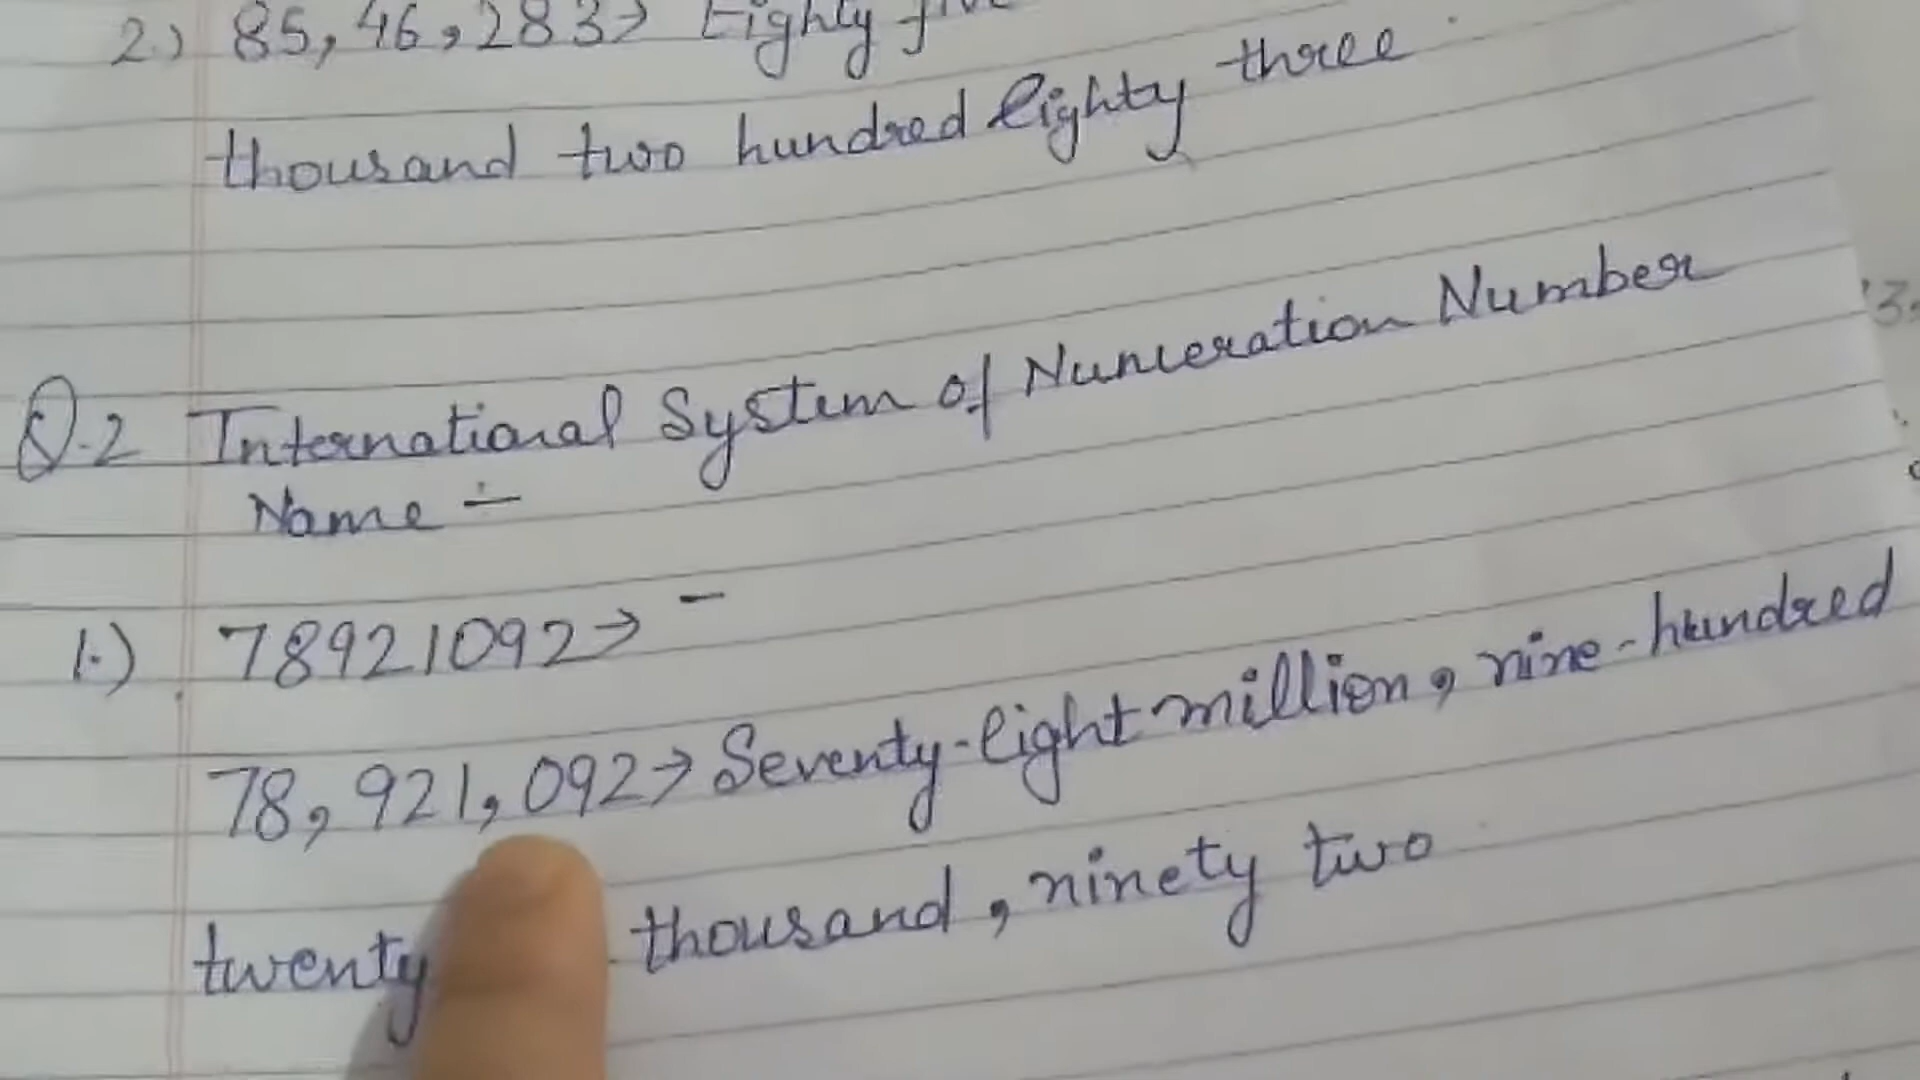 2.) 85,46,283→ Eighty five
thousand two hundred Eighty three
Q.2 International System of Numeration Number
Name ÷
1.) 78921092→ -
78,921,092→ Seventy-Eight million, nine-hundred
twenty thousand, ninety two